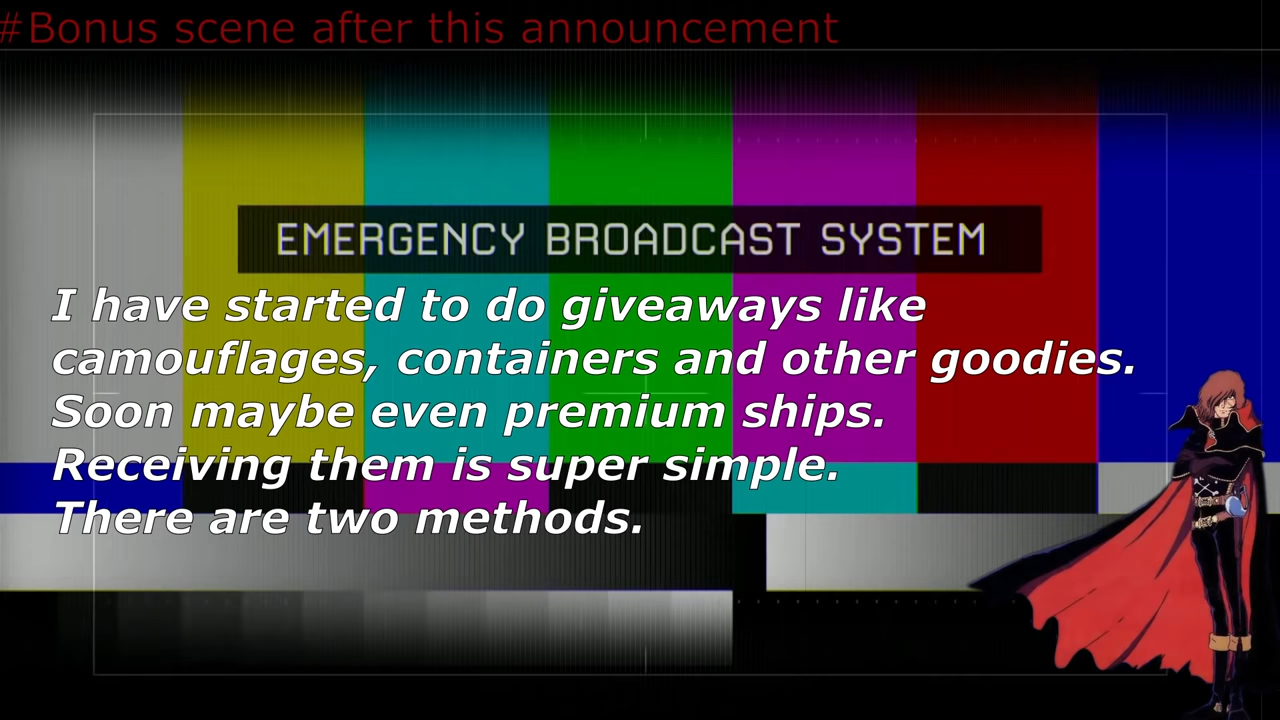 #Bonus scene after this announcement
EMERGENCY BROADCAST SYSTEM
I have started to do giveaways like
camouflages, containers and other goodies.
Soon maybe even premium ships.
Receiving them is super simple.
There are two methods.